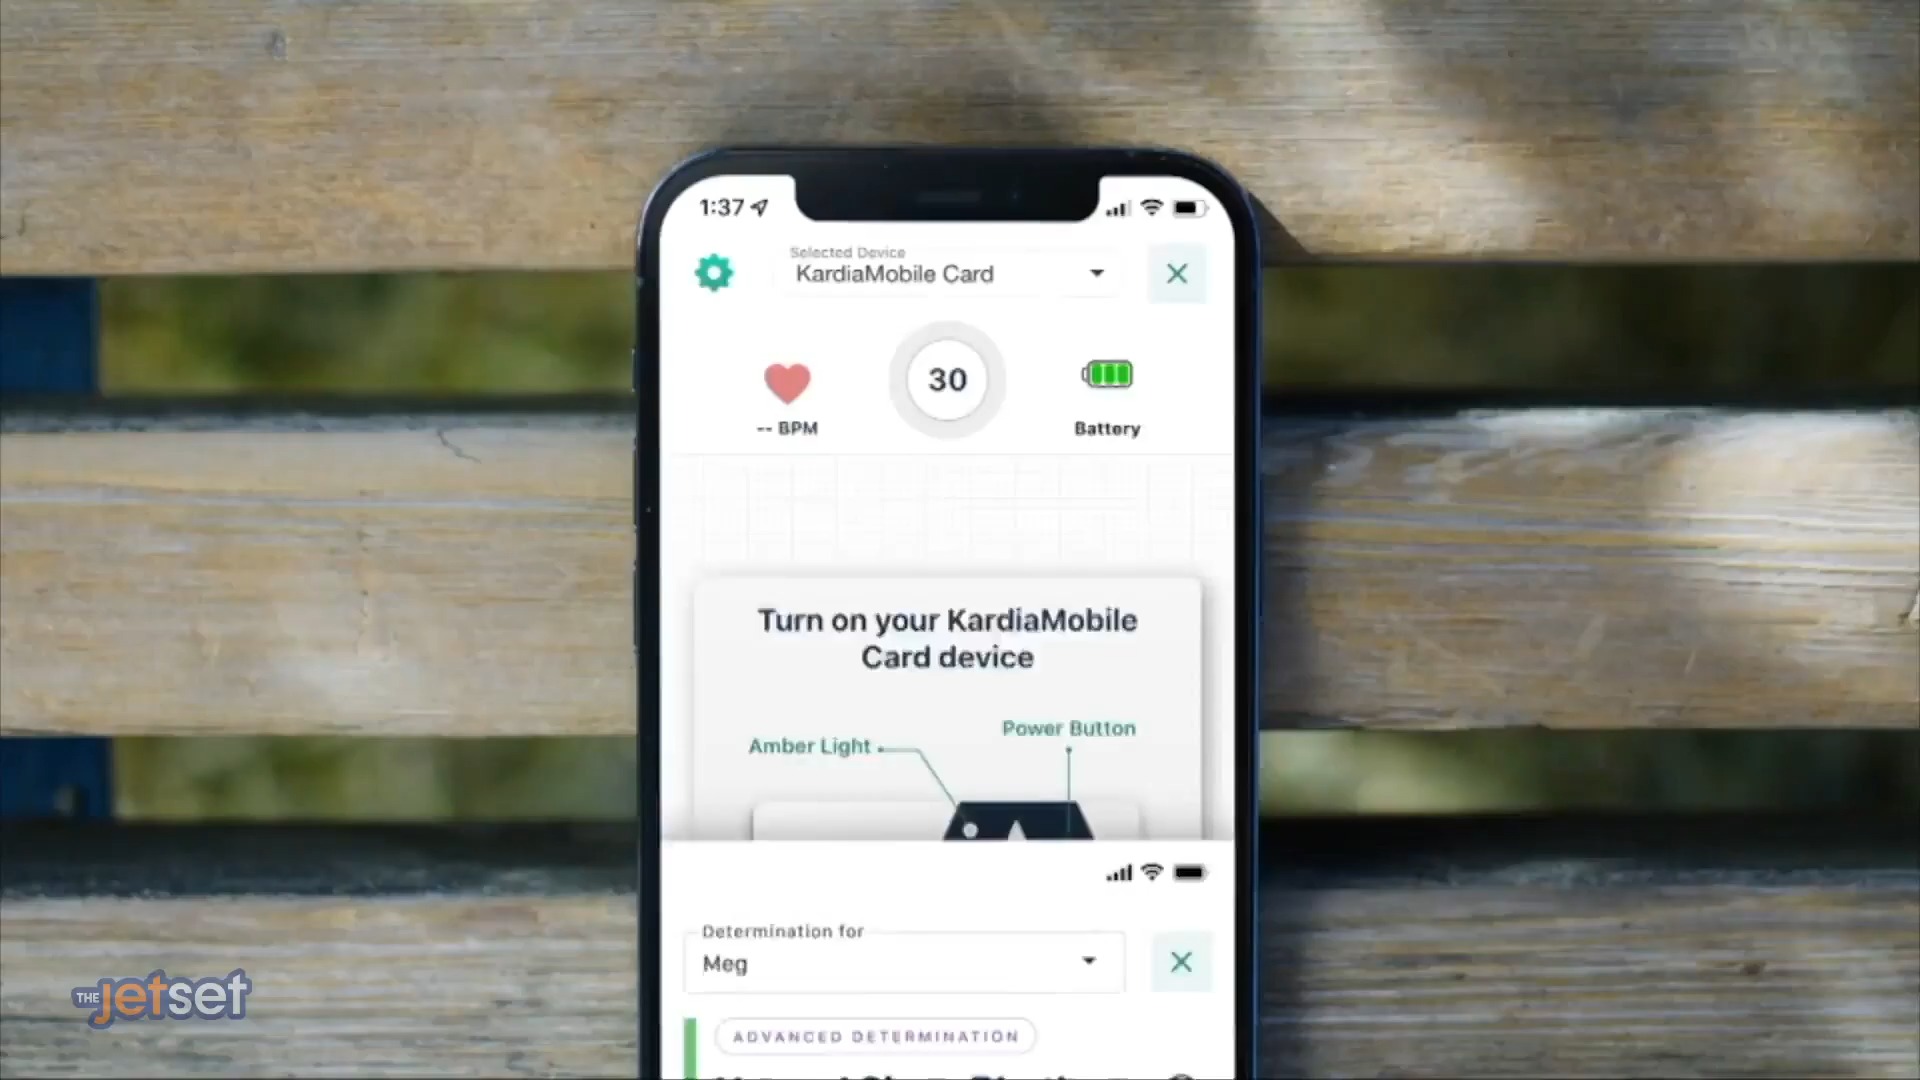 1:37
Selected Device
KardiaMobile Card
30
-- BPM
Battery
Turn on your KardiaMobile
Card device
Power Button
Amber Light
Determination for
Meg
ADVANCED DETERMINATION
THE jetset